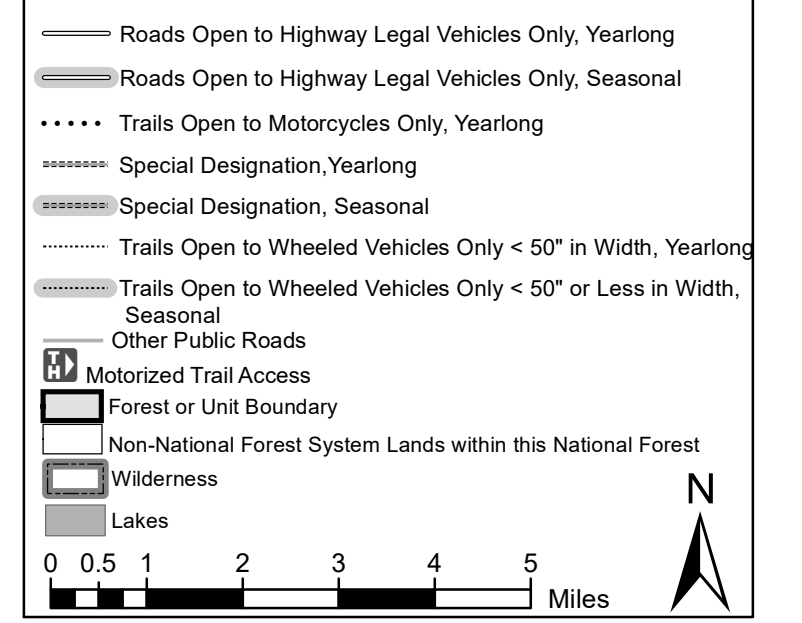 Roads Open to Highway Legal Vehicles Only, Yearlong
Roads Open to Highway Legal Vehicles Only, Seasonal
Trails Open to Motorcycles Only, Yearlong
Special Designation,Yearlong
Special Designation, Seasonal
Trails Open to Wheeled Vehicles Only < 50" in Width, Yearlong
Trails Open to Wheeled Vehicles Only < 50" or Less in Width,
Seasonal
Other Public Roads
TH
Motorized Trail Access
Forest or Unit Boundary
Non-National Forest System Lands within this National Forest
Wilderness
N
Lakes
0 0.5 1 2 3 4 5
Miles